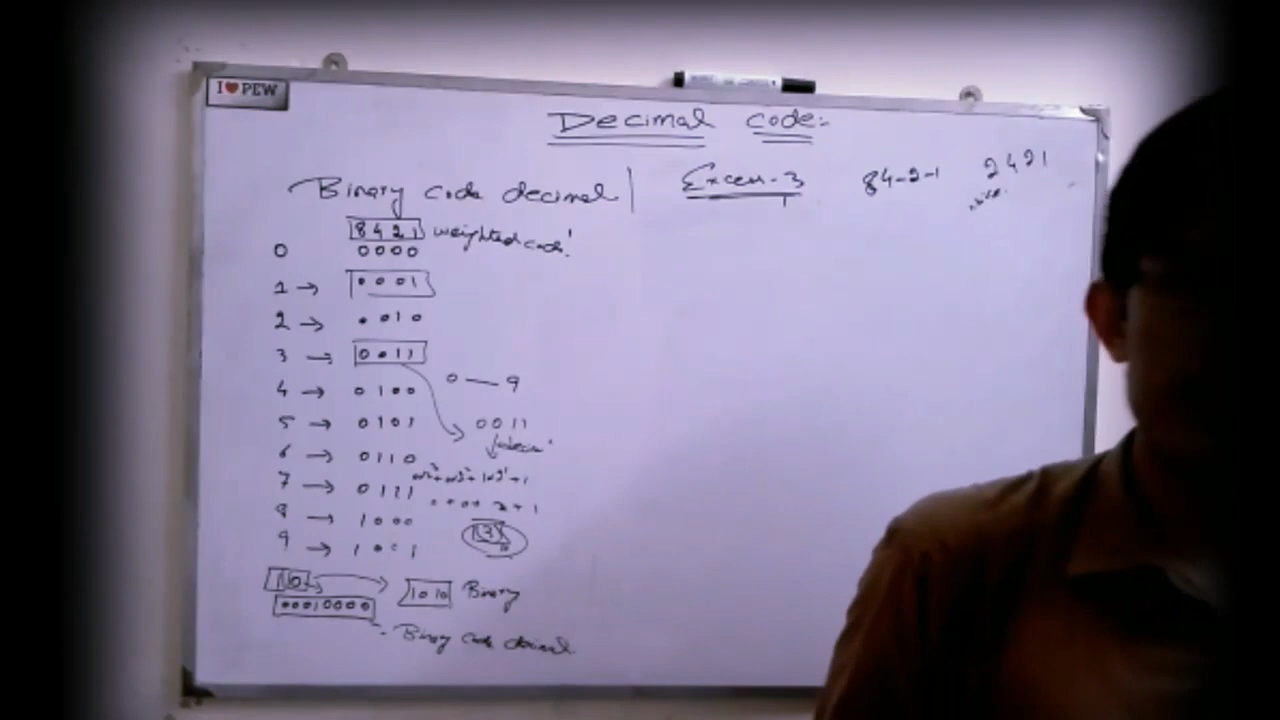 I❤PEW
Decimal code:-
Binary code decimal | Excess-3 84-2-1 2421
8421 weighted code!
0 0000
1 → 0001
2 → 0010
3 → 0011
0 — 9
4 → 0100
5 → 0101
0011
6 → 0110
7 → 0111
8 → 1000
9 → 1001
10 → 1010 Binary
00010000
Binary code decimal